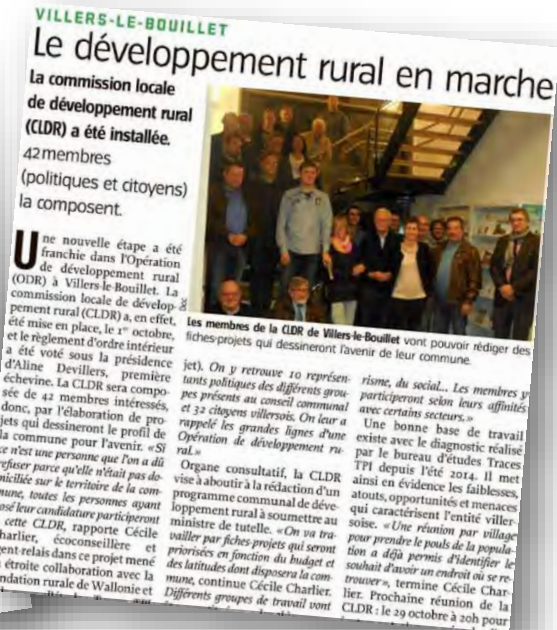 VILLERS-LE-BOUILLET
Le développement rural en marche
La commission locale
de développement rural
(CLDR) a été installée.
42 membres
(politiques et citoyens)
la composent.
Une nouvelle étape a été
franchie dans l'Opération
de développement rural
(ODR) à Villers-le-Bouillet. La
commission locale de dévelop-
pement rural (CLDR) a, en effet,
été mise en place, le 1er octobre,
et le règlement d'ordre intérieur
a été voté sous la présidence
d'Aline Devillers, première
échevine. La CLDR sera compo-
sée de 42 membres intéressés,
donc, par l'élaboration de pro-
jets qui dessineront le profil de
la commune pour l'avenir. «Si
ce n'est une personne que l'on a dû
refuser parce qu'elle n'était pas do-
miciliée sur le territoire de la com-
mune, toutes les personnes ayant
posé leur candidature participeront
cette CLDR, rapporte Cécile
Charlier, écoconseillère et
agent-relais dans ce projet mené
en étroite collaboration avec la
Fondation rurale de Wallonie et
Les membres de la CLDR de Villers-le-Bouillet vont pouvoir rédiger des
fiches-projets qui dessineront l'avenir de leur commune.
jet). On y retrouve 10 représen-
tants politiques des différents grou-
pes présents au conseil communal
et 32 citoyens villersois. On leur a
rappelé les grandes lignes d'une
Opération de développement ru-
ral.»
Organe consultatif, la CLDR
vise à aboutir à la rédaction d'un
programme communal de déve-
loppement rural à soumettre au
ministre de tutelle. «On va tra-
vailler par fiches-projets qui seront
priorisées en fonction du budget et
des latitudes dont disposera la com-
mune, continue Cécile Charlier.
Différents groupes de travail vont
risme, du social... Les membres y
participeront selon leurs affinités
avec certains secteurs.»
Une bonne base de travail
existe avec le diagnostic réalisé
par le bureau d'études Traces
TPI depuis l'été 2014. Il met
ainsi en évidence les faiblesses,
atouts, opportunités et menaces
qui caractérisent l'entité viller-
soise. «Une réunion par village
pour prendre le pouls de la popula-
tion a déjà permis d'identifier le
souhait d'avoir un endroit où se re-
trouver», termine Cécile Char-
lier. Prochaine réunion de la
CLDR : le 29 octobre à 20h pour